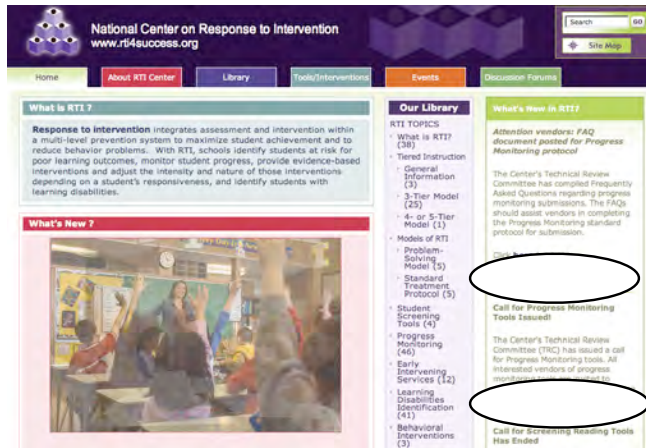 National Center on Response to Intervention
www.rti4success.org
Search
GO
Site Map
Home
About RTI Center
Library
Tools/Interventions
Events
Discussion Forums
What is RTI ?
Response to intervention integrates assessment and intervention within
a multi-level prevention system to maximize student achievement and to
reduce behavior problems. With RTI, schools identify students at risk for
poor learning outcomes, monitor student progress, provide evidence-based
interventions and adjust the intensity and nature of those interventions
depending on a student's responsiveness, and identify students with
learning disabilities.
What's New ?
Our Library
RTI TOPICS
· What is RTI?
(38)
· Tiered Instruction
· General
Information
(3)
· 3-Tier Model
(25)
· 4- or 5-Tier
Model (1)
· Models of RTI
· Problem-
Solving
Model (5)
· Standard
Treatment
Protocol (5)
· Student
Screening
Tools (4)
· Progress
Monitoring
(46)
· Early
Intervening
Services (12)
· Learning
Disabilities
Identification
(41)
· Behavioral
Interventions
(3)
What's New in RTI?
Attention vendors: FAQ
document posted for Progress
Monitoring protocol
The Center's Technical Review
Committee has compiled Frequently
Asked Questions regarding progress
monitoring submissions. The FAQs
should assist vendors in completing
the Progress Monitoring standard
protocol for submission.
Click
Call for Progress Monitoring
Tools Issued!
The Center's Technical Review
Committee (TRC) has issued a call
for Progress Monitoring tools. All
interested vendors of progress
monitoring tools are invited to
Call for Screening Reading Tools
Has Ended